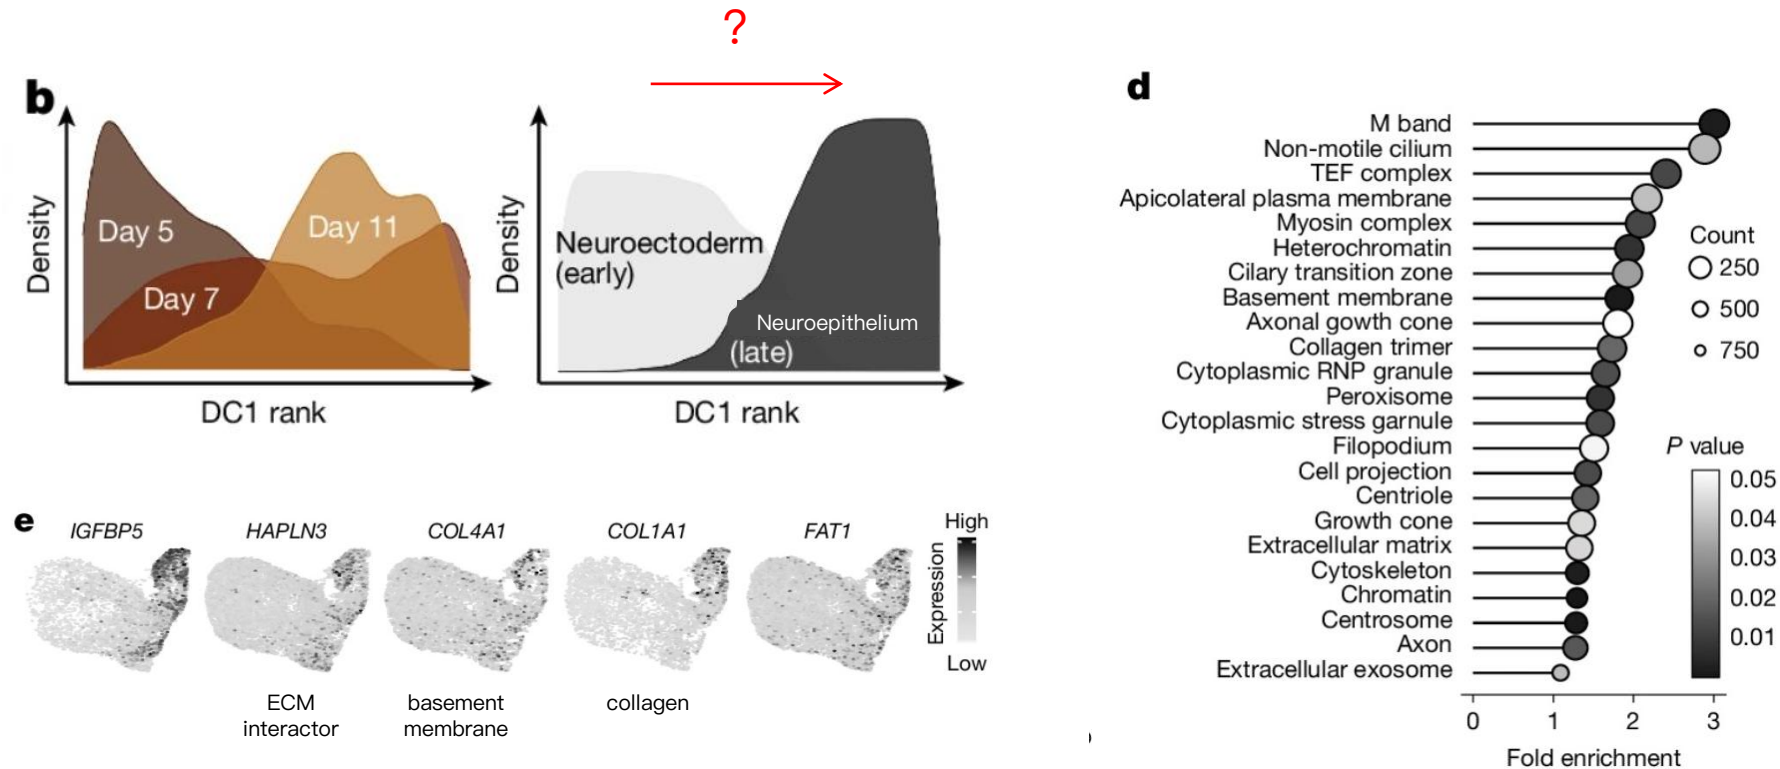 ?
b
Density
Day 5
Day 7
Day 11
DC1 rank
Density
Neuroectoderm
(early)
Neuroepithelium
(late)
DC1 rank
d
M band
Non-motile cilium
TEF complex
Apicolateral plasma membrane
Myosin complex
Heterochromatin
Cilary transition zone
Basement membrane
Axonal gowth cone
Collagen trimer
Cytoplasmic RNP granule
Peroxisome
Cytoplasmic stress garnule
Filopodium
Cell projection
Centriole
Growth cone
Extracellular matrix
Cytoskeleton
Chromatin
Centrosome
Axon
Extracellular exosome
0 1 2 3
Fold enrichment
Count
250
500
750
P value
0.05
0.04
0.03
0.02
0.01
e
IGFBP5
HAPLN3
COL4A1
COL1A1
FAT1
High
Expression
Low
ECM
interactor
basement
membrane
collagen